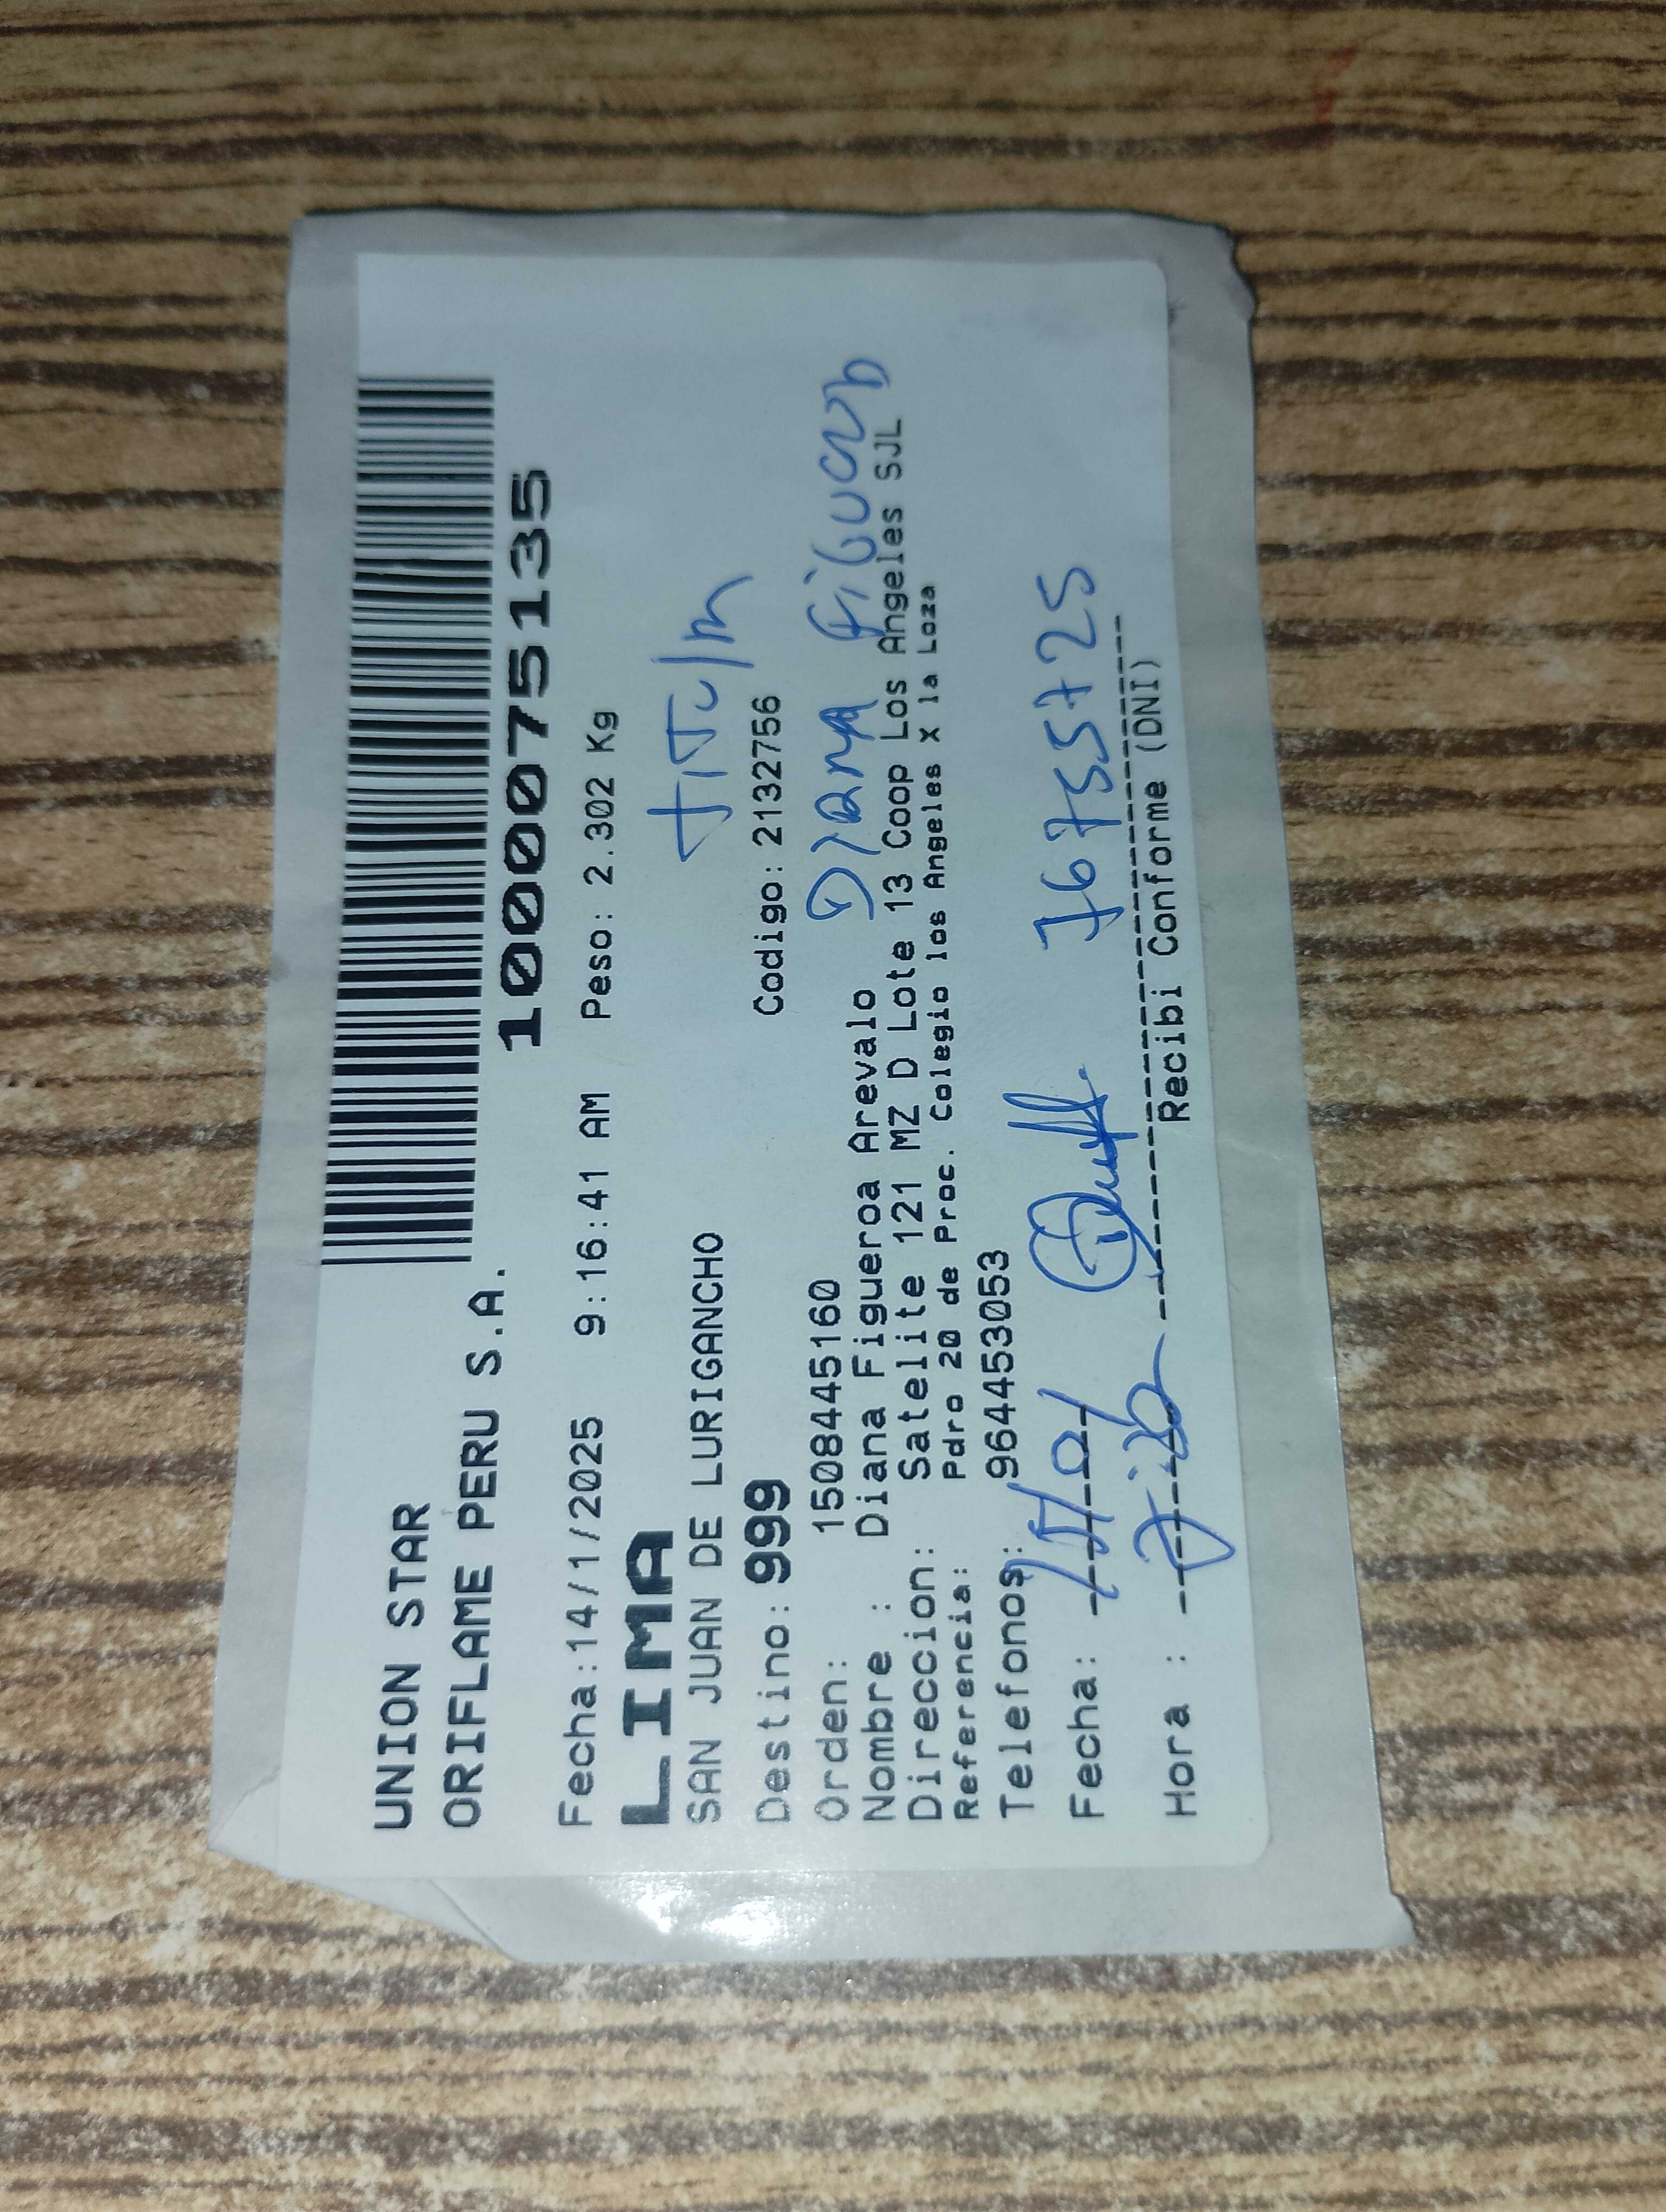 UNION STAR
ORIFLAME PERU S.A.
1000075135
Fecha:14/1/2025 9:16:41 AM Peso: 2.302 Kg
LIMA
SAN JUAN DE LURIGANCHO
Destino: 999 Codigo: 2132756
Orden: 1508445160
Diana
Nombre : Diana Figueroa Arevalo
Direccion: Satelite 121 MZ D Lote 13 Coop Los Angeles SJL
Referencia: Pdro 20 de Proc. Colegio los Angeles X la Loza
Telefonos: 964453053
Fecha: 76755725
Hora :
Recibi Conforme (DNI)